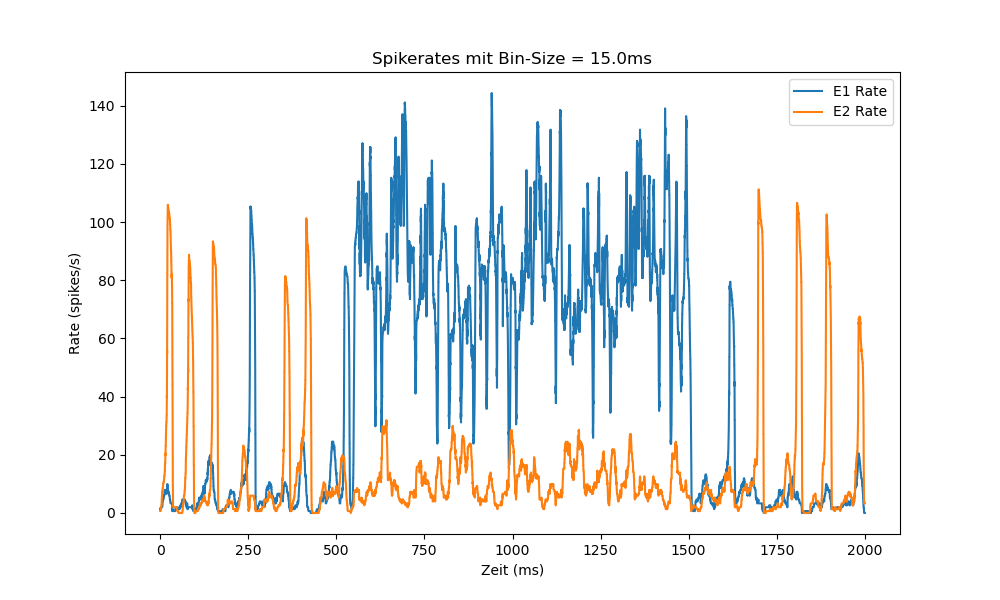 Spikerates mit Bin-Size = 15.0ms
E1 Rate
E2 Rate
Rate (spikes/s)
140
120
100
80
60
40
20
0
0 250 500 750 1000 1250 1500 1750 2000
Zeit (ms)